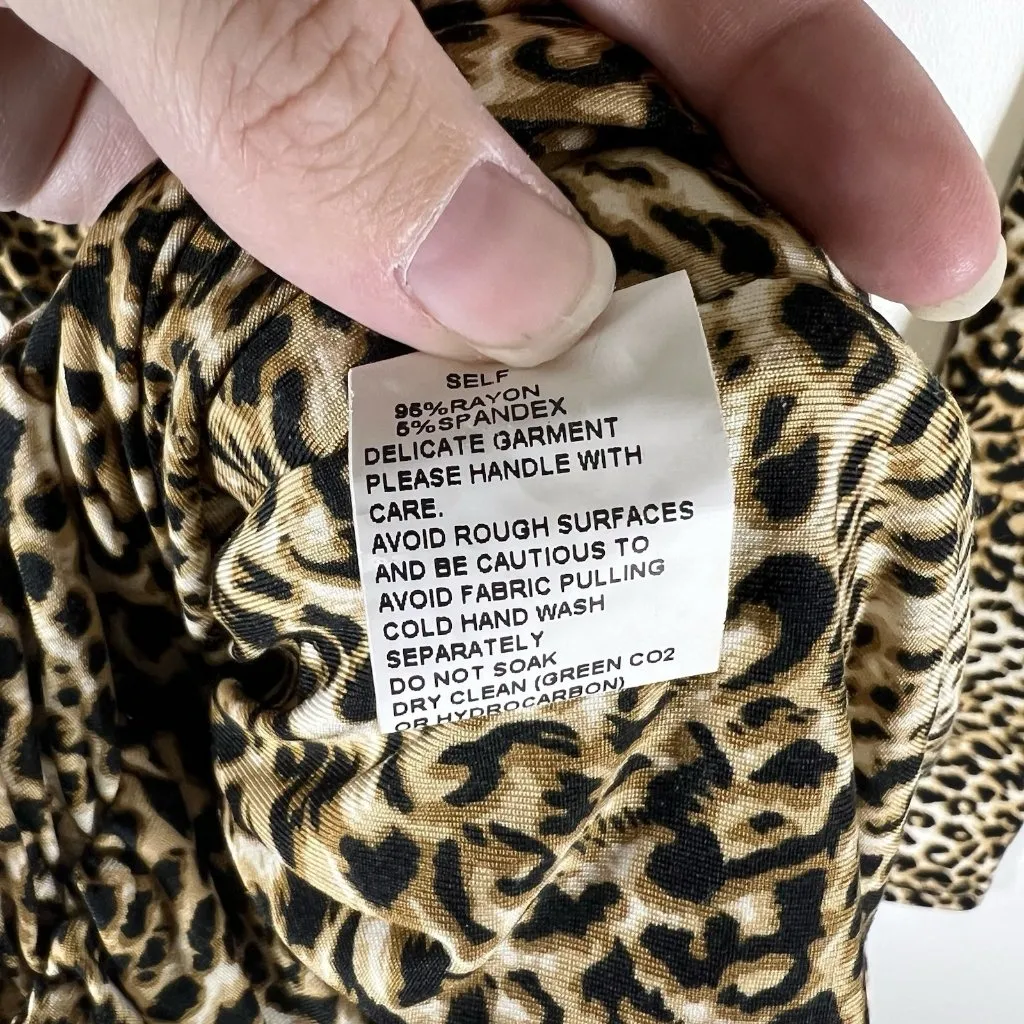 SELF
95%RAYON
5%SPANDEX
DELICATE GARMENT
PLEASE HANDLE WITH
CARE.
AVOID ROUGH SURFACES
AND BE CAUTIOUS TO
AVOID FABRIC PULLING
COLD HAND WASH
SEPARATELY
DO NOT SOAK
DRY CLEAN (GREEN CO2
OR HYDROCARBON)